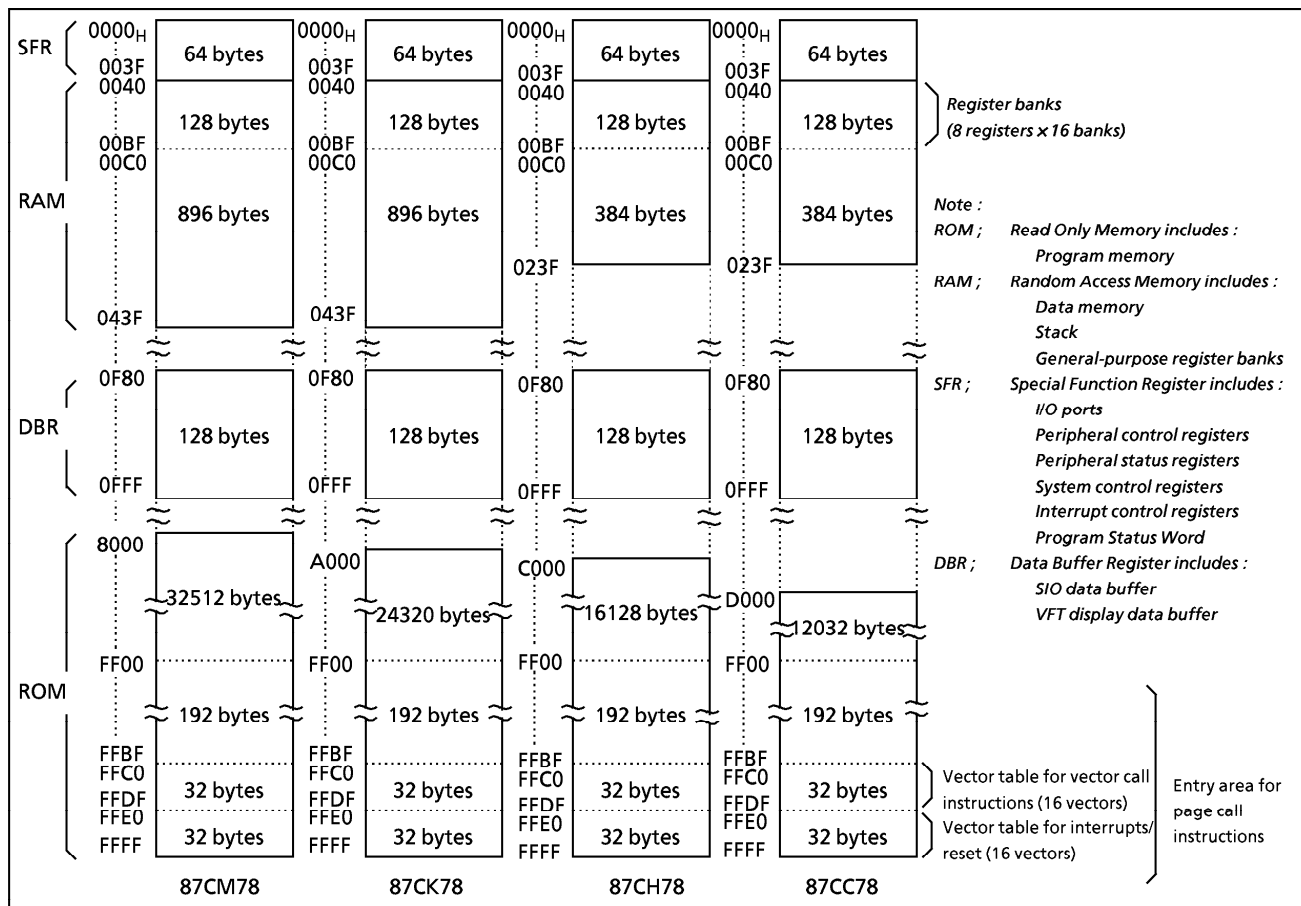 SFR
RAM
DBR
ROM
0000H
003F
0040
00BF
00C0
043F
0F80
0FFF
8000
FF00
FFBF
FFC0
FFDF
FFE0
FFFF
64 bytes
128 bytes
896 bytes
128 bytes
32512 bytes
192 bytes
32 bytes
32 bytes
87CM78
0000H
003F
0040
00BF
00C0
043F
0F80
0FFF
A000
FF00
FFBF
FFC0
FFDF
FFE0
FFFF
64 bytes
128 bytes
896 bytes
128 bytes
24320 bytes
192 bytes
32 bytes
32 bytes
87CK78
0000H
003F
0040
00BF
00C0
023F
0F80
0FFF
C000
FF00
FFBF
FFC0
FFDF
FFE0
FFFF
64 bytes
128 bytes
384 bytes
128 bytes
16128 bytes
192 bytes
32 bytes
32 bytes
87CH78
0000H
003F
0040
00BF
00C0
023F
0F80
0FFF
D000
FF00
FFBF
FFC0
FFDF
FFE0
FFFF
64 bytes
128 bytes
384 bytes
128 bytes
12032 bytes
192 bytes
32 bytes
32 bytes
87CC78
Register banks
(8 registers × 16 banks)
Note :
ROM ; Read Only Memory includes :
Program memory
RAM ; Random Access Memory includes :
Data memory
Stack
General-purpose register banks
SFR ; Special Function Register includes :
I/O ports
Peripheral control registers
Peripheral status registers
System control registers
Interrupt control registers
Program Status Word
DBR ; Data Buffer Register includes :
SIO data buffer
VFT display data buffer
Vector table for vector call
instructions (16 vectors)
Vector table for interrupts/
reset (16 vectors)
Entry area for
page call
instructions